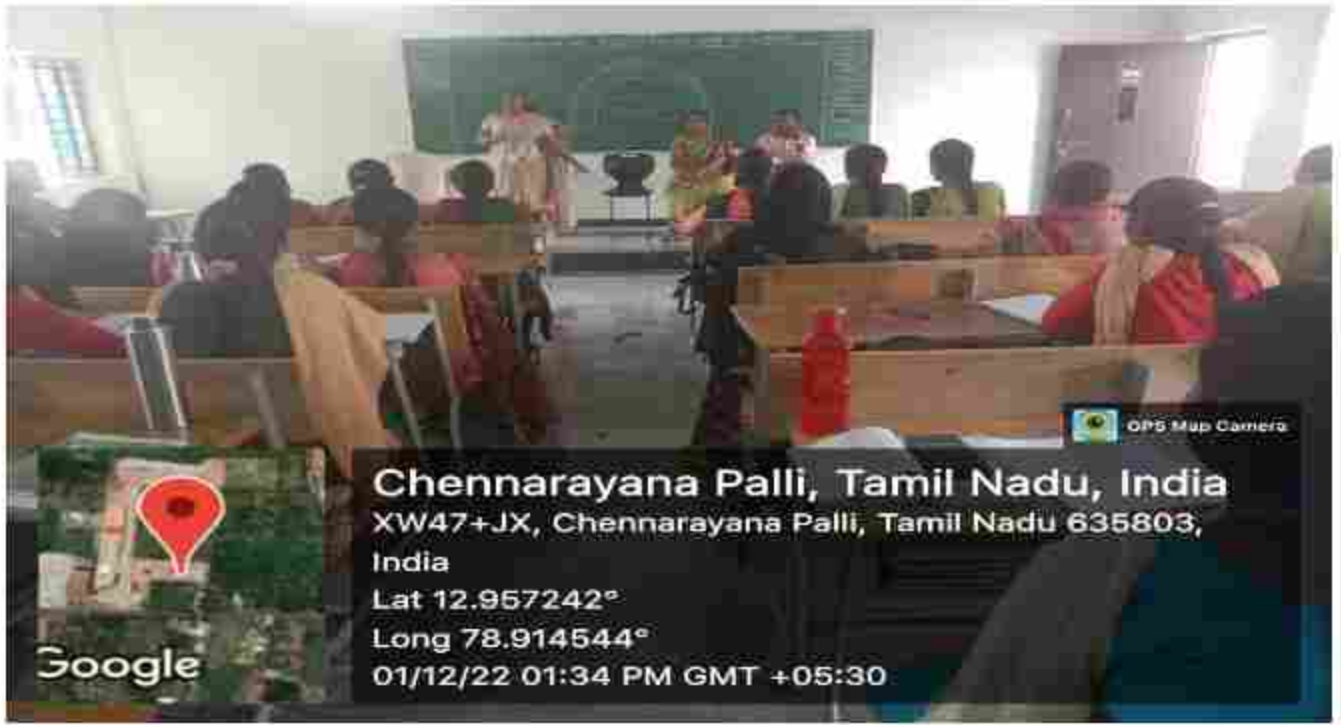 GPS Map Camera
Chennarayana Palli, Tamil Nadu, India
XW47+JX, Chennarayana Palli, Tamil Nadu 635803,
India
Lat 12.957242°
Long 78.914544°
01/12/22 01:34 PM GMT +05:30
Google